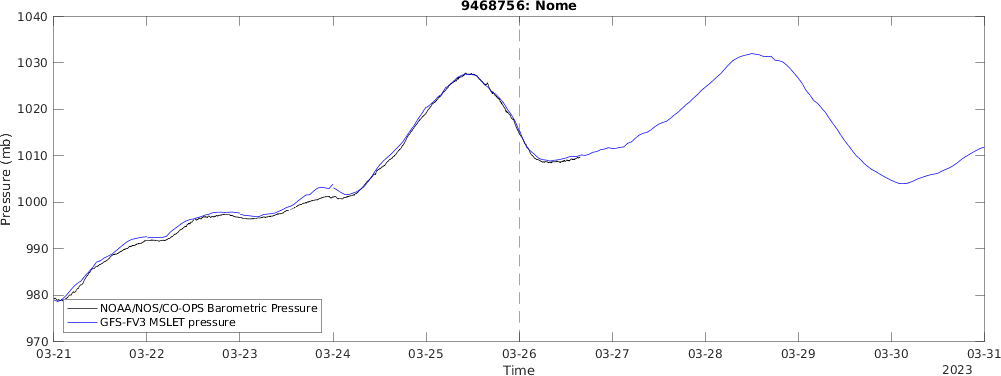 9468756: Nome
1040
1030
1020
1010
1000
990
980
970
Pressure (mb)
NOAA/NOS/CO-OPS Barometric Pressure
GFS-FV3 MSLET pressure
03-21 03-22 03-23 03-24 03-25 03-26 03-27 03-28 03-29 03-30 03-31
Time
2023